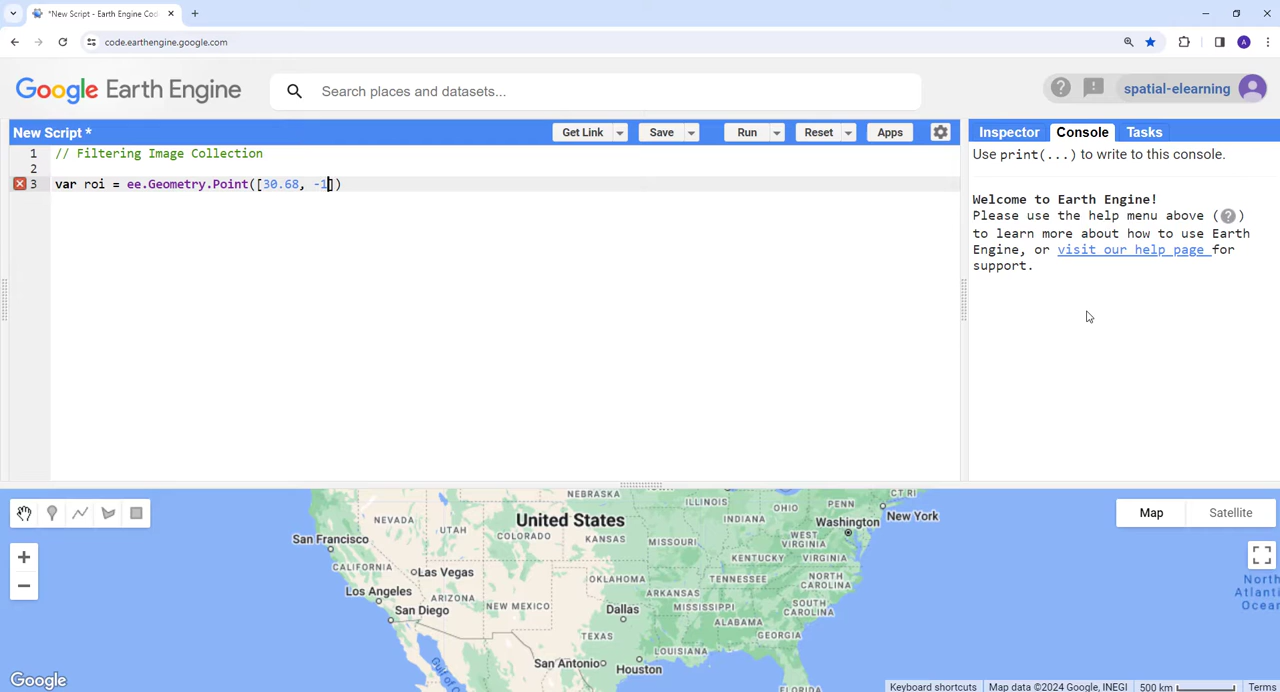 *New Script - Earth Engine Cod
code.earthengine.google.com
Google Earth Engine
Search places and datasets...
spatial-elearning
New Script *
Get Link
Save
Run
Reset
Apps
Inspector
Console
Tasks
1 // Filtering Image Collection
2
3 var roi = ee.Geometry.Point([30.68, -1])
Use print(...) to write to this console.
Welcome to Earth Engine!
Please use the help menu above (?)
to learn more about how to use Earth
Engine, or visit our help page for
support.
Map
Satellite
NEBRASKA
ILLINOIS
PENN
CT RI
NEVADA
United States
INDIANA
OHIO
Washington
New York
San Francisco
UTAH
COLORADO
KANSAS
MISSOURI
WEST
VIRGINIA
KENTUCKY
VIRGINIA
CALIFORNIA
Las Vegas
OKLAHOMA
TENNESSEE
NORTH
CAROLINA
Los Angeles
ARIZONA
NEW MEXICO
ARKANSAS
MISSISSIPPI
SOUTH
CAROLINA
San Diego
Dallas
ALABAMA
TEXAS
GEORGIA
LOUISIANA
San Antonio
Houston
North
Atlantic
Ocean
Gulf of
Google
Keyboard shortcuts
Map data ©2024 Google, INEGI
500 km
Terms